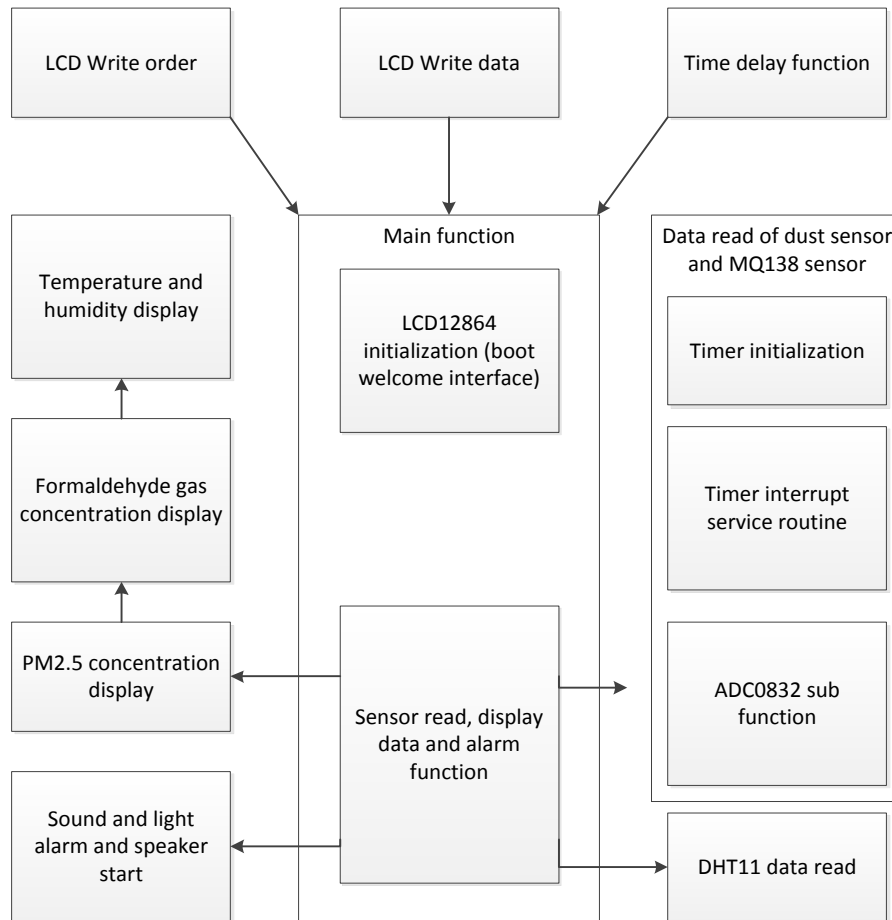 LCD Write order
LCD Write data
Time delay function
Main function
Data read of dust sensor
and MQ138 sensor
Temperature and
humidity display
LCD12864
initialization (boot
welcome interface)
Timer initialization
Formaldehyde gas
concentration display
Timer interrupt
service routine
PM2.5 concentration
display
Sensor read, display
data and alarm
function
ADC0832 sub
function
Sound and light
alarm and speaker
start
DHT11 data read